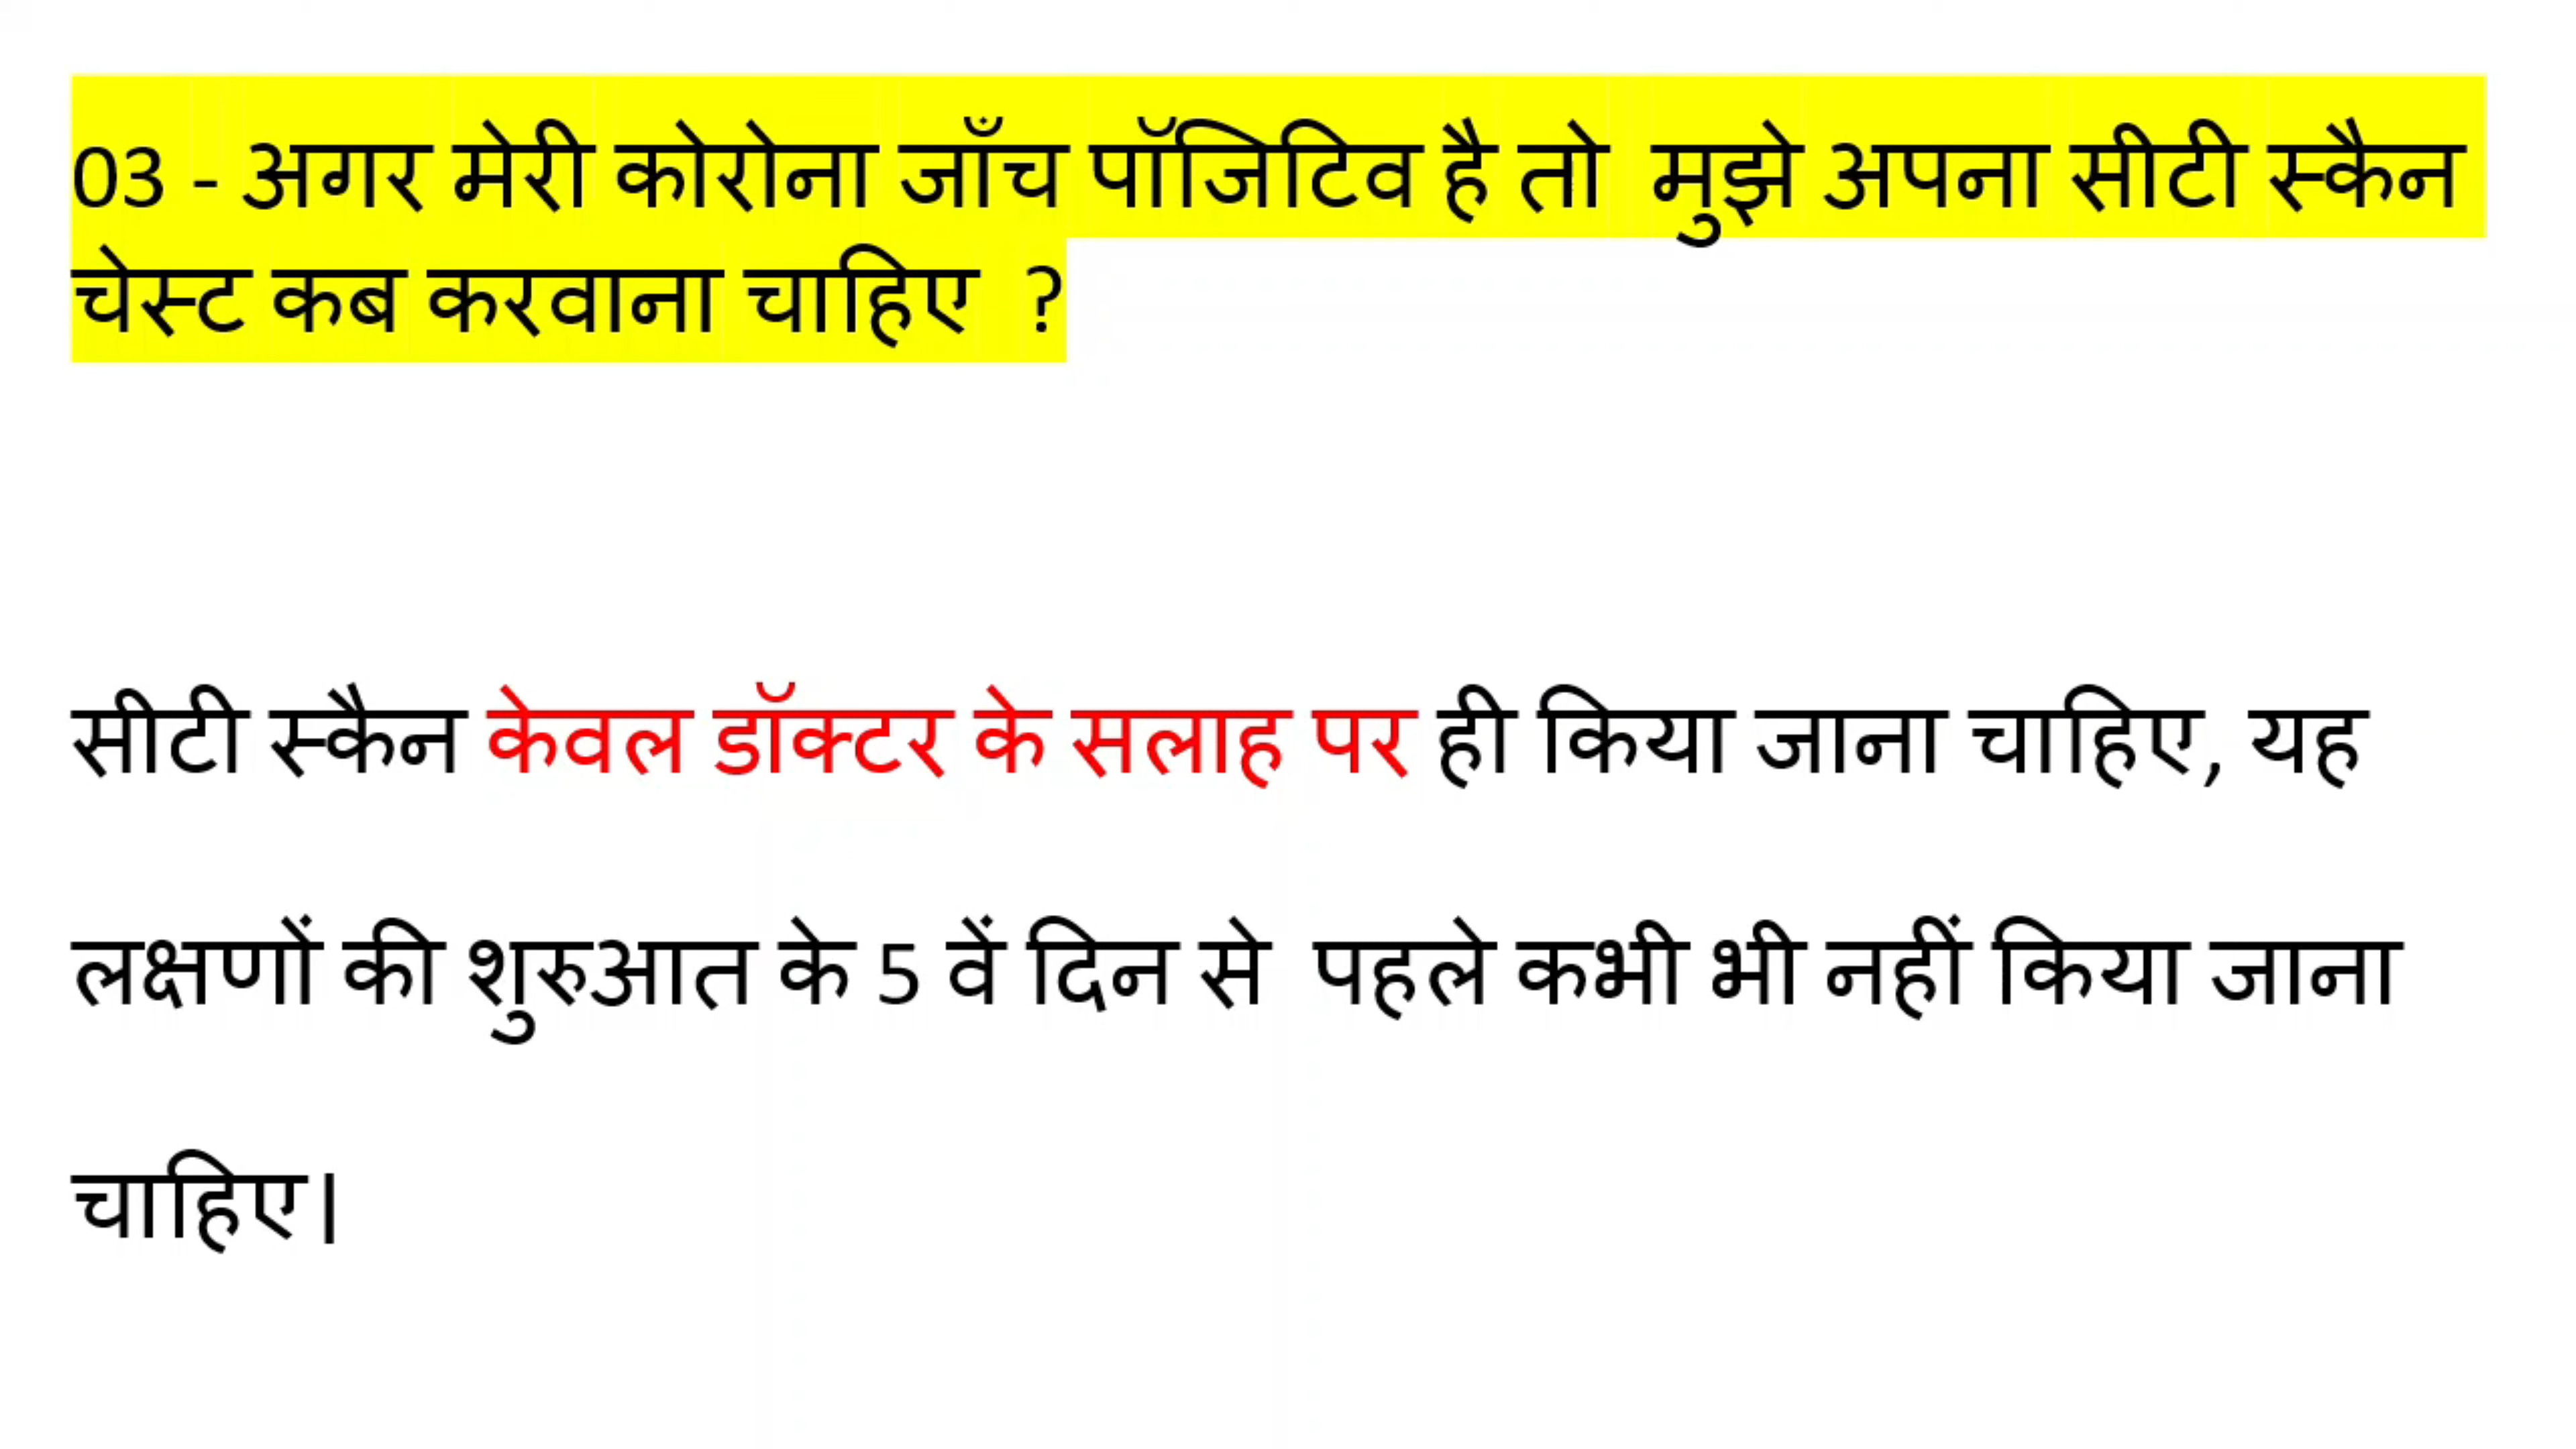 03 - अगर मेरी कोरोना जाँच पॉजिटिव है तो  मुझे अपना सीटी स्कैन
चेस्ट कब करवाना चाहिए  ?
सीटी स्कैन केवल डॉक्टर के सलाह पर ही किया जाना चाहिए, यह
लक्षणों की शुरुआत के 5 वें दिन से  पहले कभी भी नहीं किया जाना
चाहिए।